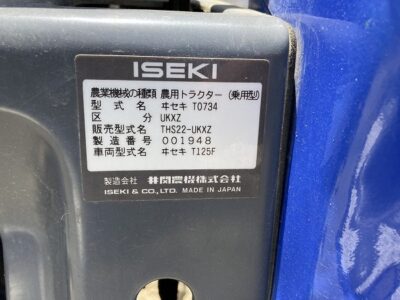 ISEKI
農業機械の種類 農用トラクター (乗用型)
型式名 ヰセキ T0734
区分 UKXZ
販売型式名 THS22-UKXZ
製造番号 001948
車両型式名 ヰセキ T125F
製造会社 井関農機株式会社
ISEKI & CO., LTD. MADE IN JAPAN